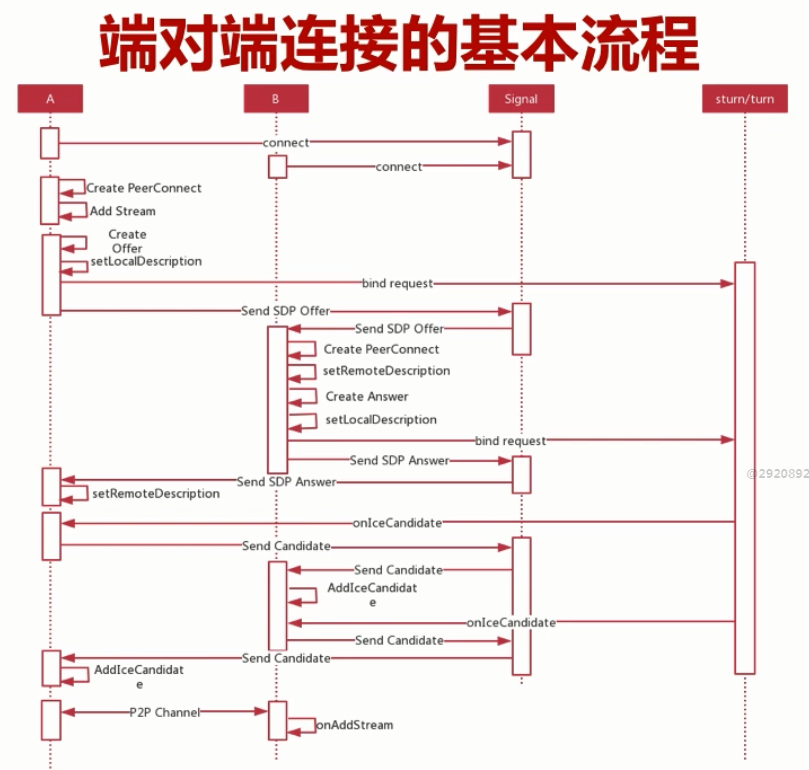 端对端连接的基本流程
A
B
Signal
sturn/turn
connect
connect
Create PeerConnect
Add Stream
Create
Offer
setLocalDescription
bind request
Send SDP Offer
Send SDP Offer
Create PeerConnect
setRemoteDescription
Create Answer
setLocalDescription
bind request
Send SDP Answer
@2920892
Send SDP Answer
setRemoteDescription
onIceCandidate
Send Candidate
Send Candidate
AddIceCandidat
e
onIceCandidate
Send Candidate
Send Candidate
AddIceCandidat
e
P2P Channel
onAddStream